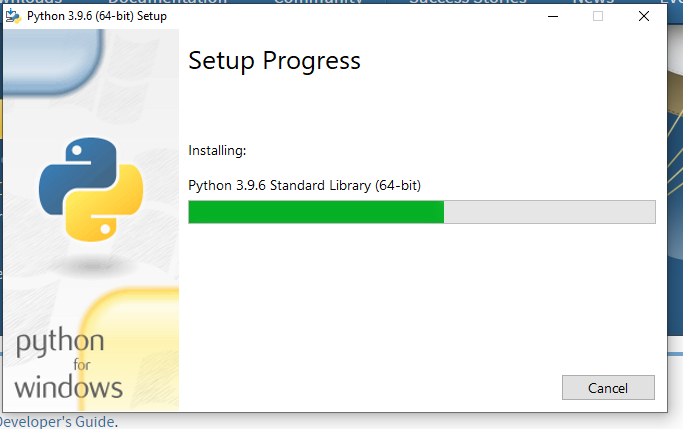 Documentation
Python 3.9.6 (64-bit) Setup
Setup Progress
Installing:
Python 3.9.6 Standard Library (64-bit)
python
for
windows
Cancel
Developer's Guide.